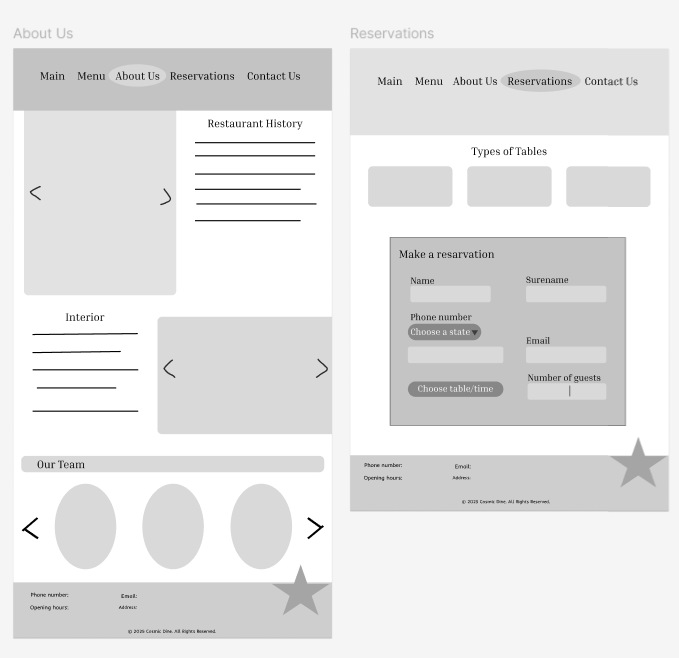 About Us
Main Menu About Us Reservations Contact Us
Restaurant History
Interior
Our Team
Phone number: Email:
Opening hours: Address:
© 2025 Cosmic Dine. All Rights Reserved.
Reservations
Main Menu About Us Reservations Contact Us
Types of Tables
Make a resarvation
Name Surename
Phone number
Choose a state
Email
Number of guests
Choose table/time
Phone number: Email:
Opening hours: Address:
© 2025 Cosmic Dine. All Rights Reserved.